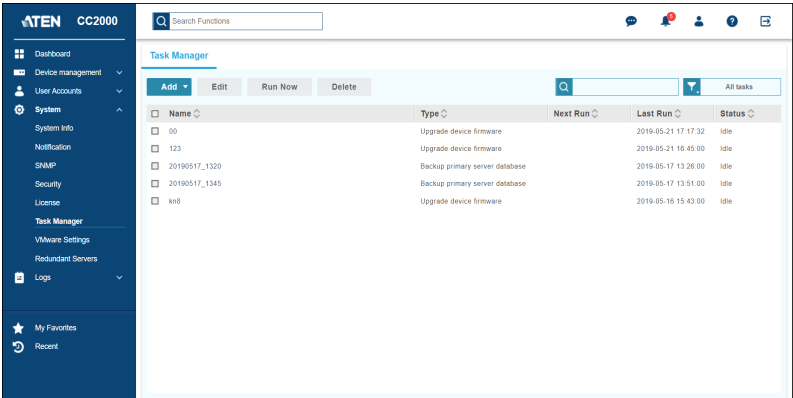 ATEN CC2000
Search Functions
5
?
Dashboard
Device management
User Accounts
System
System Info
Notification
SNMP
Security
License
Task Manager
VMware Settings
Redundant Servers
Logs
My Favorites
Recent
Task Manager
Add Edit Run Now Delete All tasks
Name Type Next Run Last Run Status
00 Upgrade device firmware 2019-05-21 17:17:32 Idle
123 Upgrade device firmware 2019-05-21 16:45:00 Idle
20190517_1320 Backup primary server database 2019-05-17 13:26:00 Idle
20190517_1345 Backup primary server database 2019-05-17 13:51:00 Idle
kn8 Upgrade device firmware 2019-05-16 15:43:00 Idle